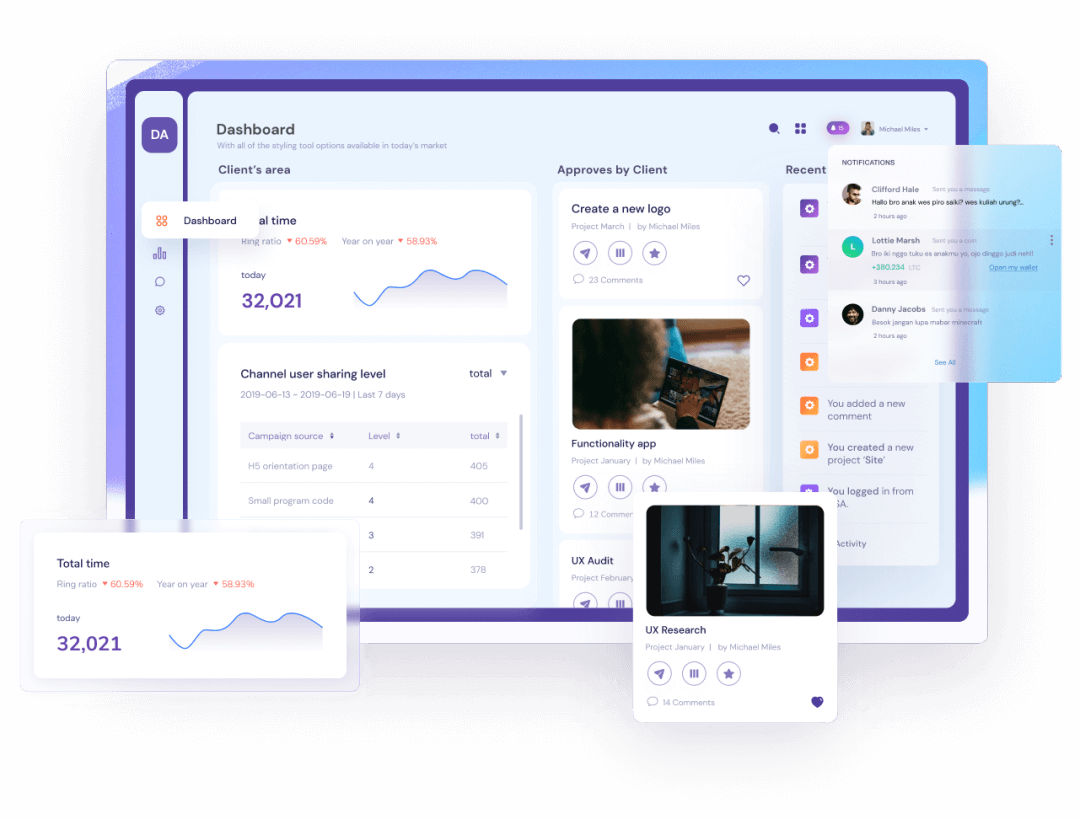 DA
Dashboard
With all of the styling tool options available in today's market
15
Michael Miles
Dashboard
Client's area
al time
Ring ratio 60.59% Year on year 58.93%
today
32,021
Channel user sharing level
total
2019-06-13 ~ 2019-06-19 | Last 7 days
Campaign source Level total
H5 orientation page 4 405
Small program code 4 400
3 391
2 378
Approves by Client
Create a new logo
Project March | by Michael Miles
23 Comments
Functionality app
Project January | by Michael Miles
12 Commen
UX Audit
Project February
Recent
You added a new
comment
You created a new
project 'Site'
You logged in from
SA.
Activity
NOTIFICATIONS
Clifford Hale Sent you a message
Hallo bro anak wes piro saiki? wes kuliah urung?...
2 hours ago
L
Lottie Marsh Sent you a coin
Bro iki nggo tuku es anakmu yo, ojo dinggo judi neh!!
+380.234 LTC
Open my wallet
3 hours ago
Danny Jacobs Sent you a message
Besok jangan lupa mabar minecraft
2 hours ago
See All
Total time
Ring ratio 60.59% Year on year 58.93%
today
32,021
UX Research
Project January | by Michael Miles
14 Comments